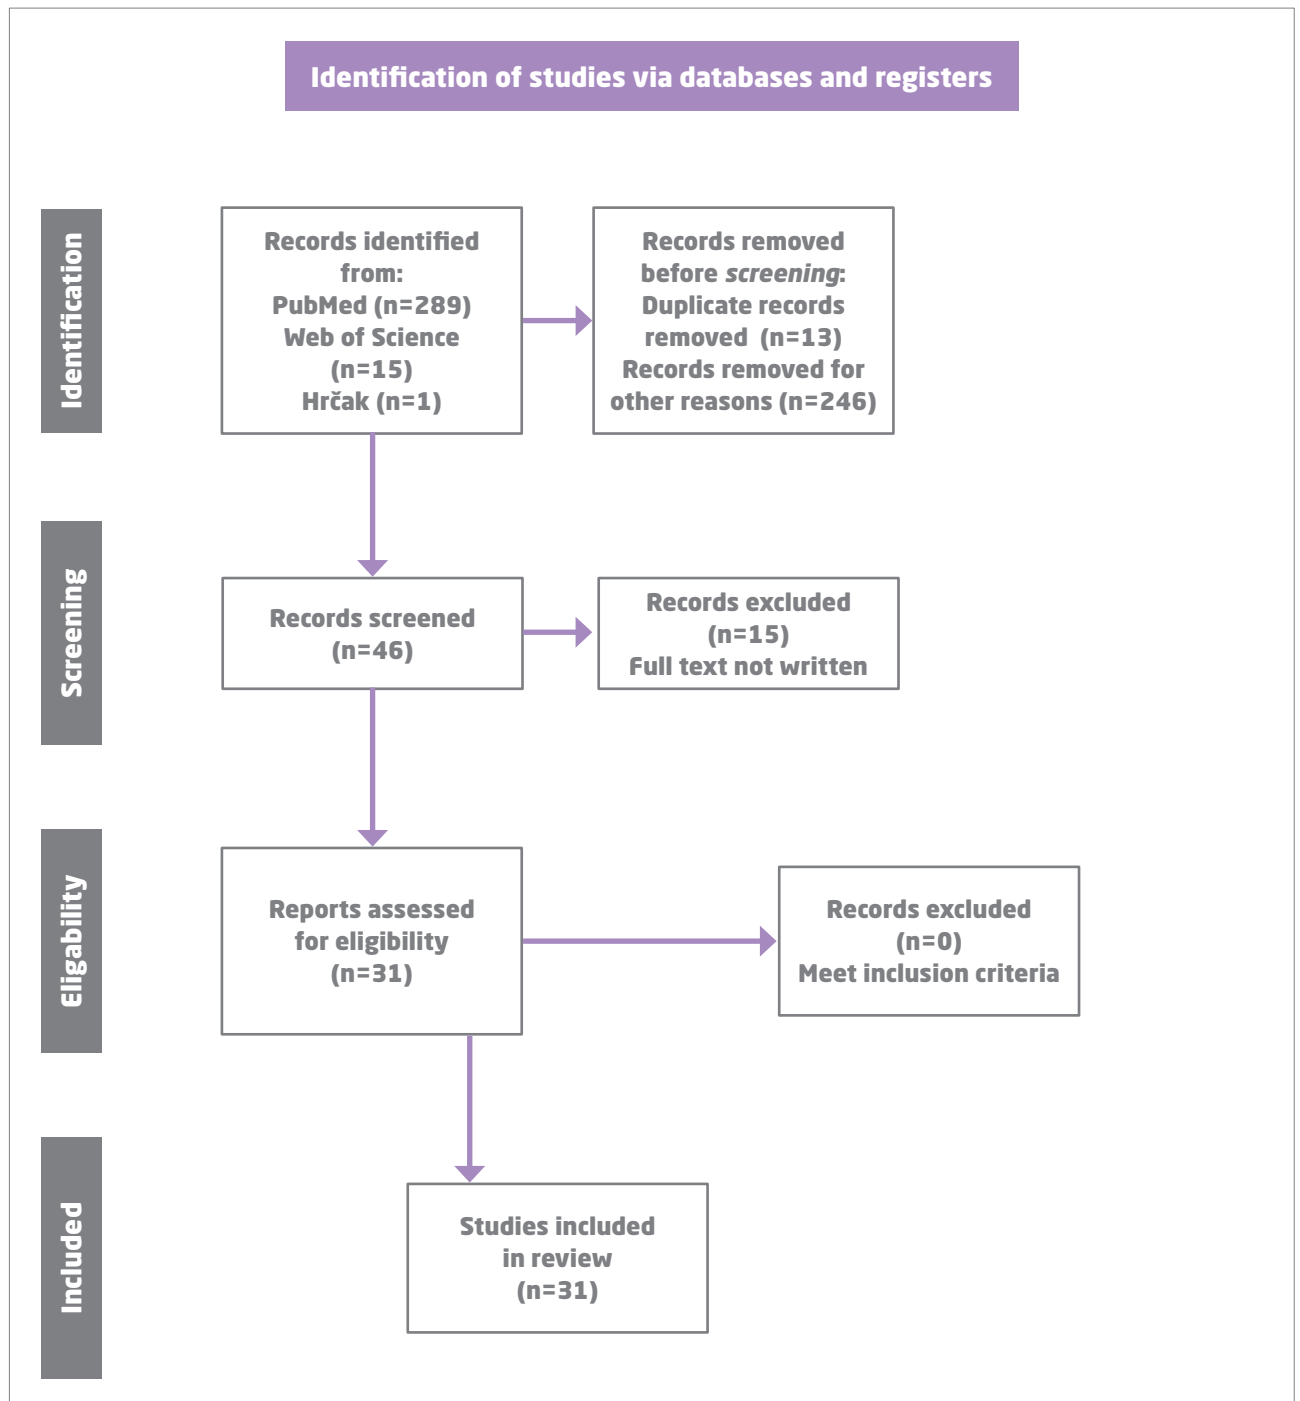 Identification of studies via databases and registers
Identification
Records identified
from:
PubMed (n=289)
Web of Science
(n=15)
Hrčak (n=1)
Records removed
before screening:
Duplicate records
removed (n=13)
Records removed for
other reasons (n=246)
Screening
Records screened
(n=46)
Records excluded
(n=15)
Full text not written
Eligability
Reports assessed
for eligibility
(n=31)
Records excluded
(n=0)
Meet inclusion criteria
Included
Studies included
in review
(n=31)